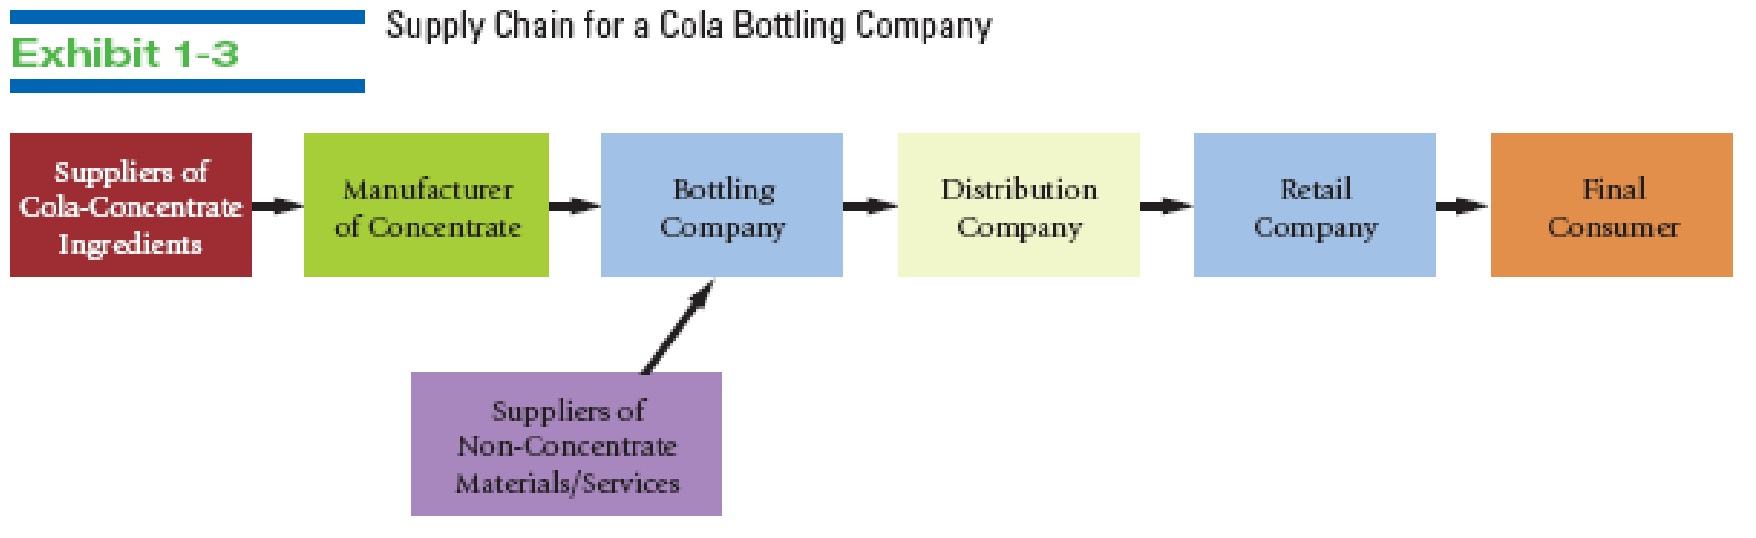 Supply Chain for a Cola Bottling Company
Exhibit 1-3
Suppliers of
Cola-Concentrate
Ingredients
Manufacturer
of Concentrate
Bottling
Company
Distribution
Company
Retail
Company
Final
Consumer
Suppliers of
Non-Concentrate
Materials/Services